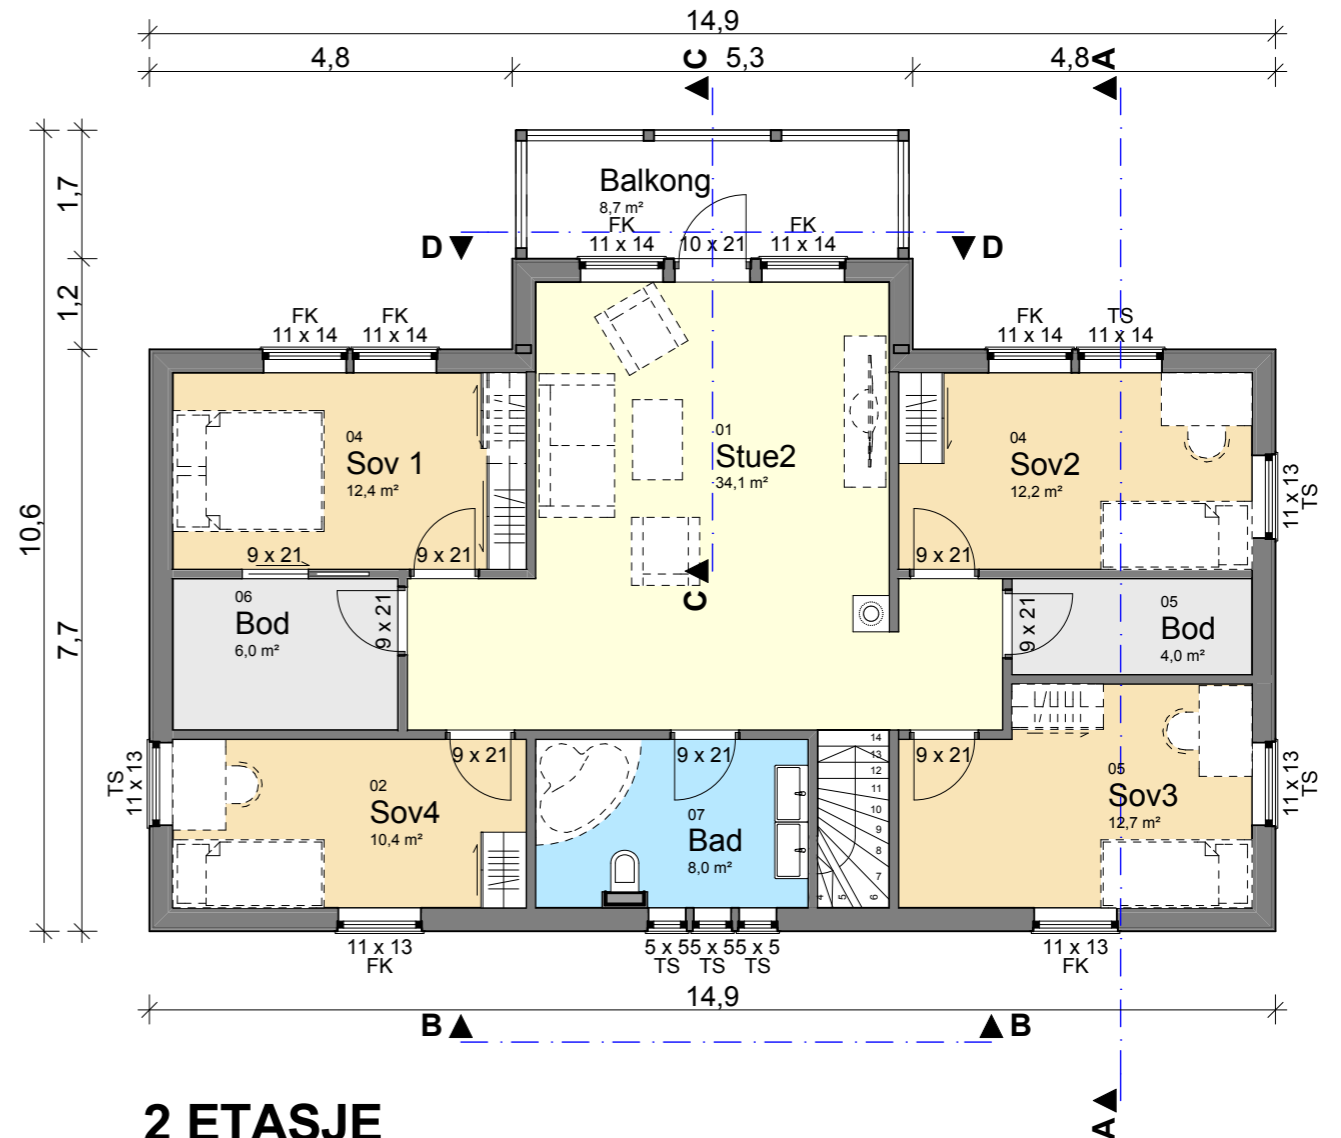 14,9
4,8
C
5,3
4,8
A
1,7
Balkong
8,7 m²
FK
FK
D
11 x 14
10 x 21
11 x 14
D
1,2
FK
FK
FK
TS
11 x 14
11 x 14
11 x 14
11 x 14
04
Sov 1
12,4 m²
01
Stue2
34,1 m²
04
Sov2
12,2 m²
11 x 13
TS
10,6
9 x 21
9 x 21
9 x 21
C
7,7
06
Bod
6,0 m²
9 x 21
9 x 21
05
Bod
4,0 m²
9 x 21
9 x 21
9 x 21
14
13
12
11
10
9
8
7
6
5
4
TS
11 x 13
02
Sov4
10,4 m²
07
Bad
8,0 m²
05
Sov3
12,7 m²
11 x 13
TS
11 x 13
FK
5 x 5
5 x 5
5 x 5
TS
TS
TS
11 x 13
FK
14,9
B
B
A
2 ETASJE